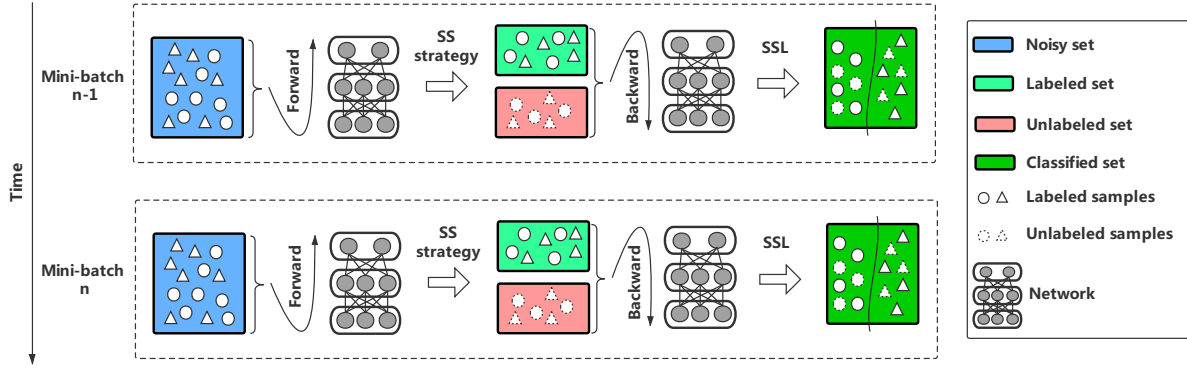 Time
Mini-batch
n-1
Forward
SS
strategy
Backward
SSL
Mini-batch
n
Forward
SS
strategy
Backward
SSL
Noisy set
Labeled set
Unlabeled set
Classified set
Labeled samples
Unlabeled samples
Network